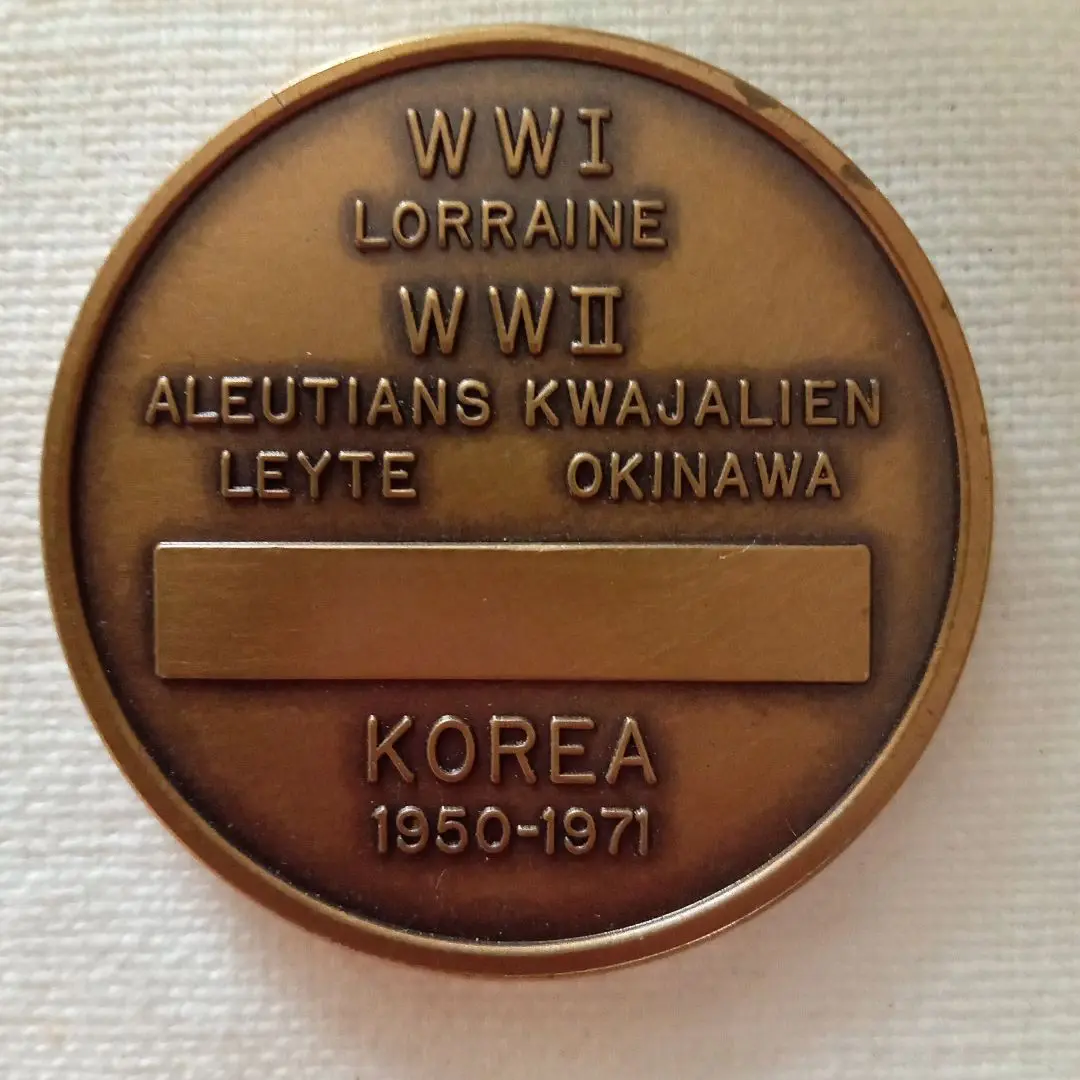 WWI
LORRAINE
WWII
ALEUTIANS KWAJALIEN
LEYTE OKINAWA
KOREA
1950-1971